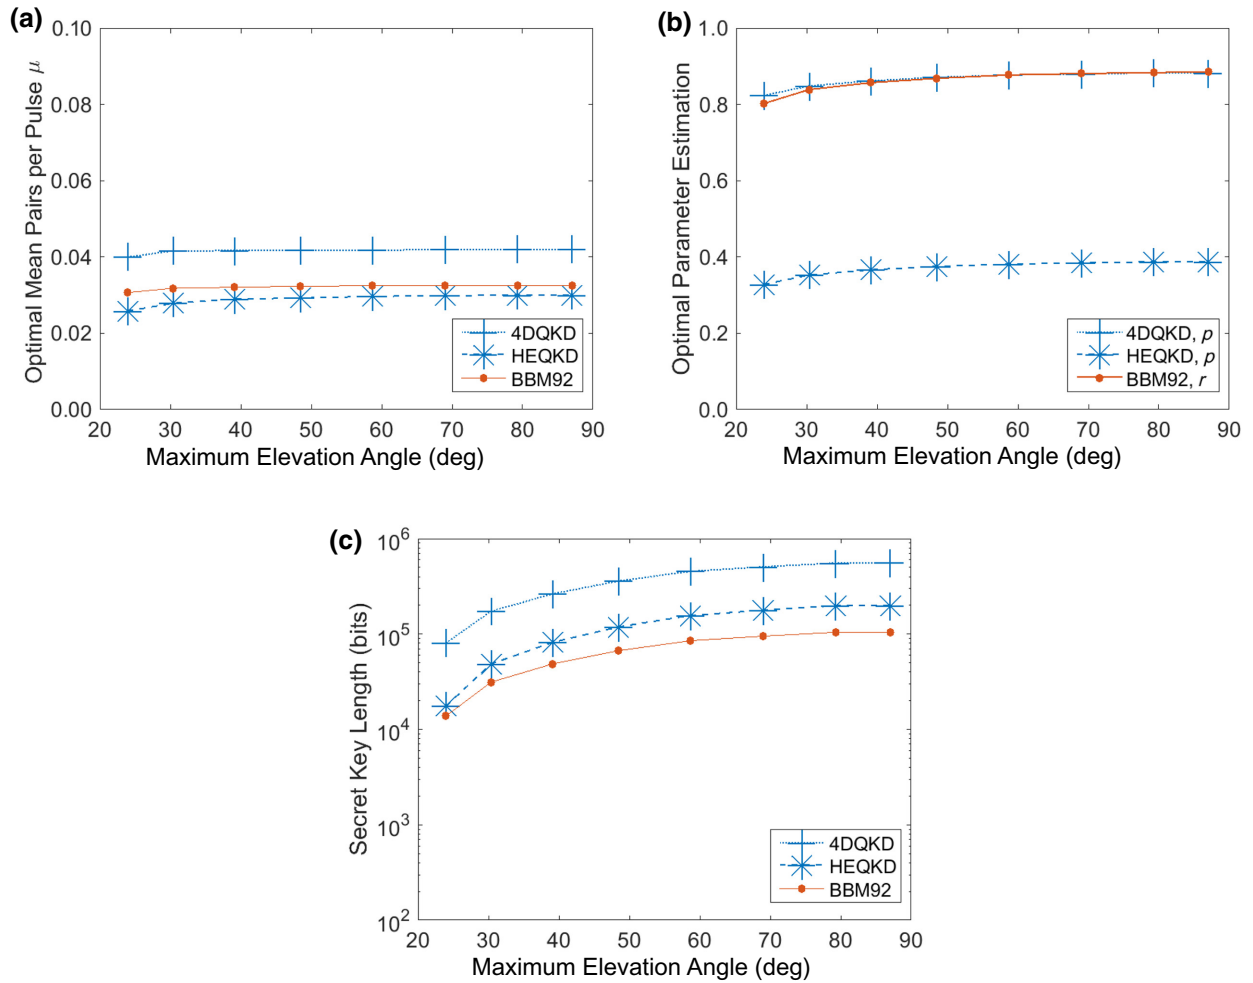 (a)
Optimal Mean Pairs per Pulse μ
0.10
0.08
0.06
0.04
0.02
0.00
20 30 40 50 60 70 80 90
Maximum Elevation Angle (deg)
4DQKD
HEQKD
BBM92
(b)
Optimal Parameter Estimation
1.0
0.8
0.6
0.4
0.2
0.0
20 30 40 50 60 70 80 90
Maximum Elevation Angle (deg)
4DQKD, p
HEQKD, p
BBM92, r
(c)
Secret Key Length (bits)
10^6
10^5
10^4
10^3
10^2
20 30 40 50 60 70 80 90
Maximum Elevation Angle (deg)
4DQKD
HEQKD
BBM92